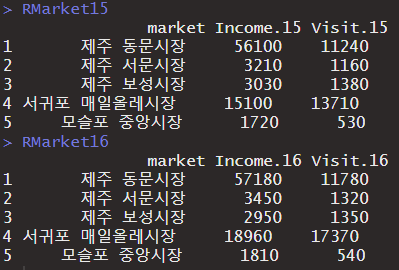 > RMarket15
market Income.15 Visit.15
1 제주 동문시장 56100 11240
2 제주 서문시장 3210 1160
3 제주 보성시장 3030 1380
4 서귀포 매일올레시장 15100 13710
5 모슬포 중앙시장 1720 530
> RMarket16
market Income.16 Visit.16
1 제주 동문시장 57180 11780
2 제주 서문시장 3450 1320
3 제주 보성시장 2950 1350
4 서귀포 매일올레시장 18960 17370
5 모슬포 중앙시장 1810 540